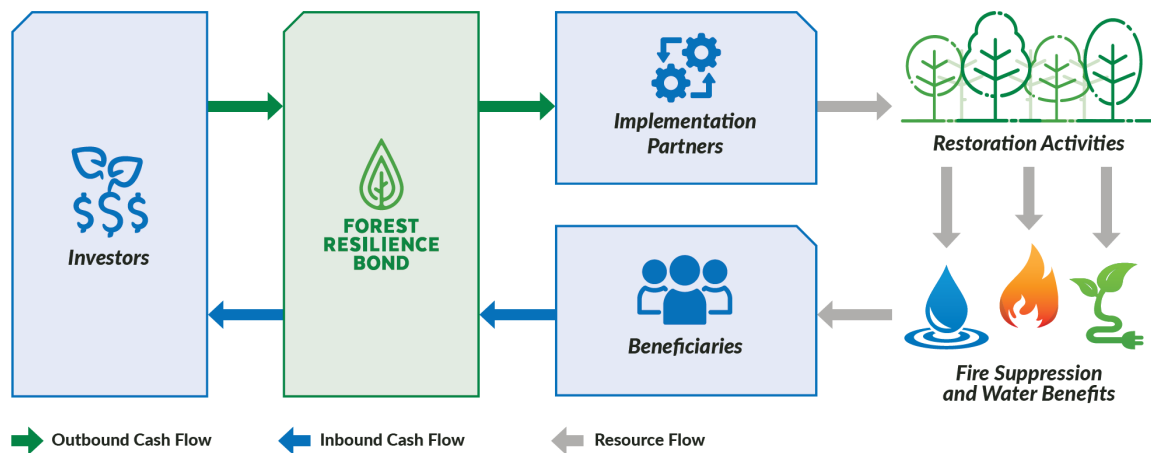 Investors
FOREST
RESILIENCE
BOND
Implementation
Partners
Beneficiaries
Restoration Activities
Fire Suppression
and Water Benefits
Outbound Cash Flow
Inbound Cash Flow
Resource Flow